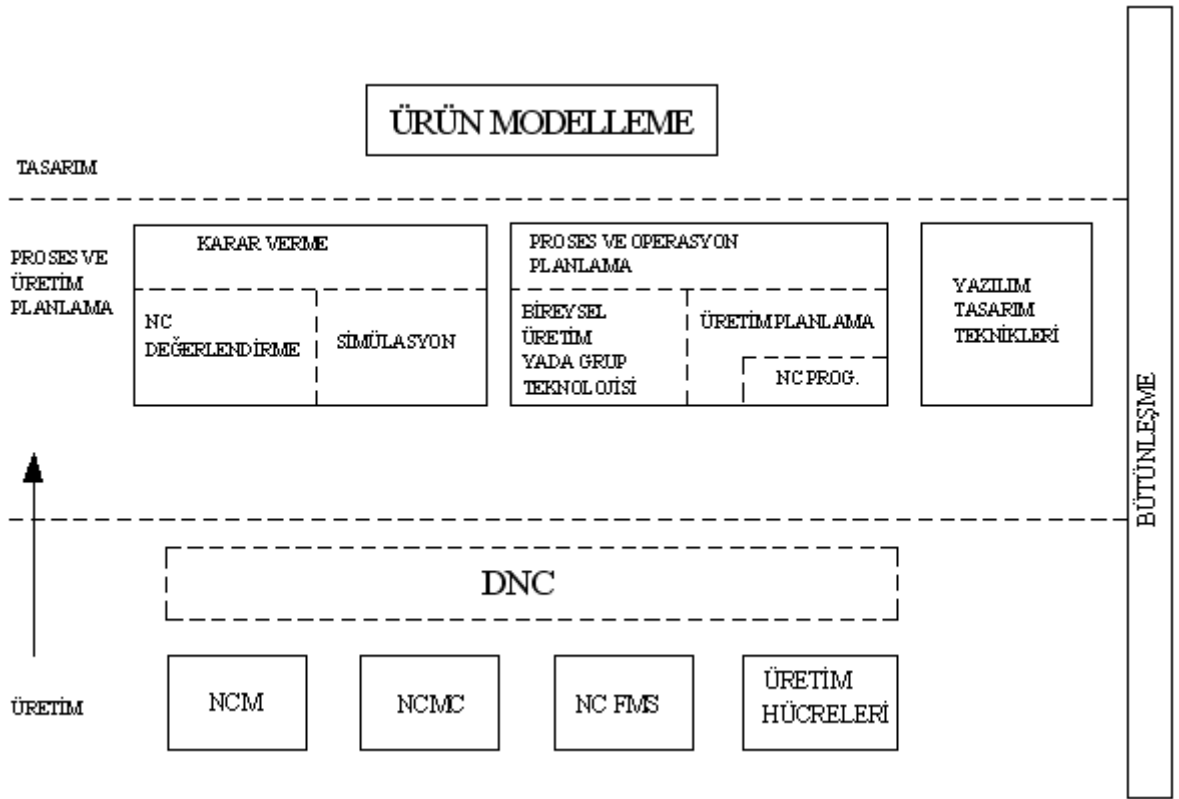 ÜRÜN MODELLEME
TASARIM
PROSES VE
ÜRETİM
PLANLAMA
KARAR VERME
NC
DEĞERLENDİRME
SİMÜLASYON
PROSES VE OPERASYON
PLANLAMA
BİREYSEL
ÜRETİM
YADA GRUP
TEKNOLOJİSİ
ÜRETİM PLANLAMA
NC PROG.
YAZILIM
TASARIM
TEKNİKLERİ
BÜTÜNLEŞME
DNC
ÜRETİM
NCM
NCMC
NC FMS
ÜRETİM
HÜCRELERİ